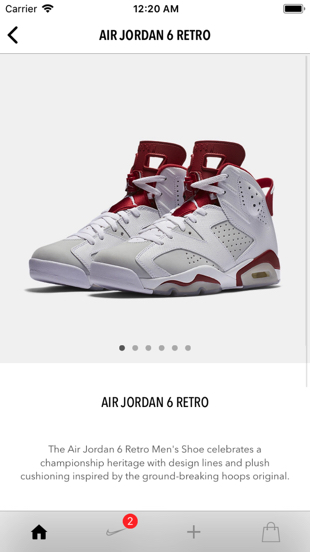 Carrier 12:20 AM
AIR JORDAN 6 RETRO
AIR JORDAN 6 RETRO
The Air Jordan 6 Retro Men's Shoe celebrates a
championship heritage with design lines and plush
cushioning inspired by the ground-breaking hoops original.
2